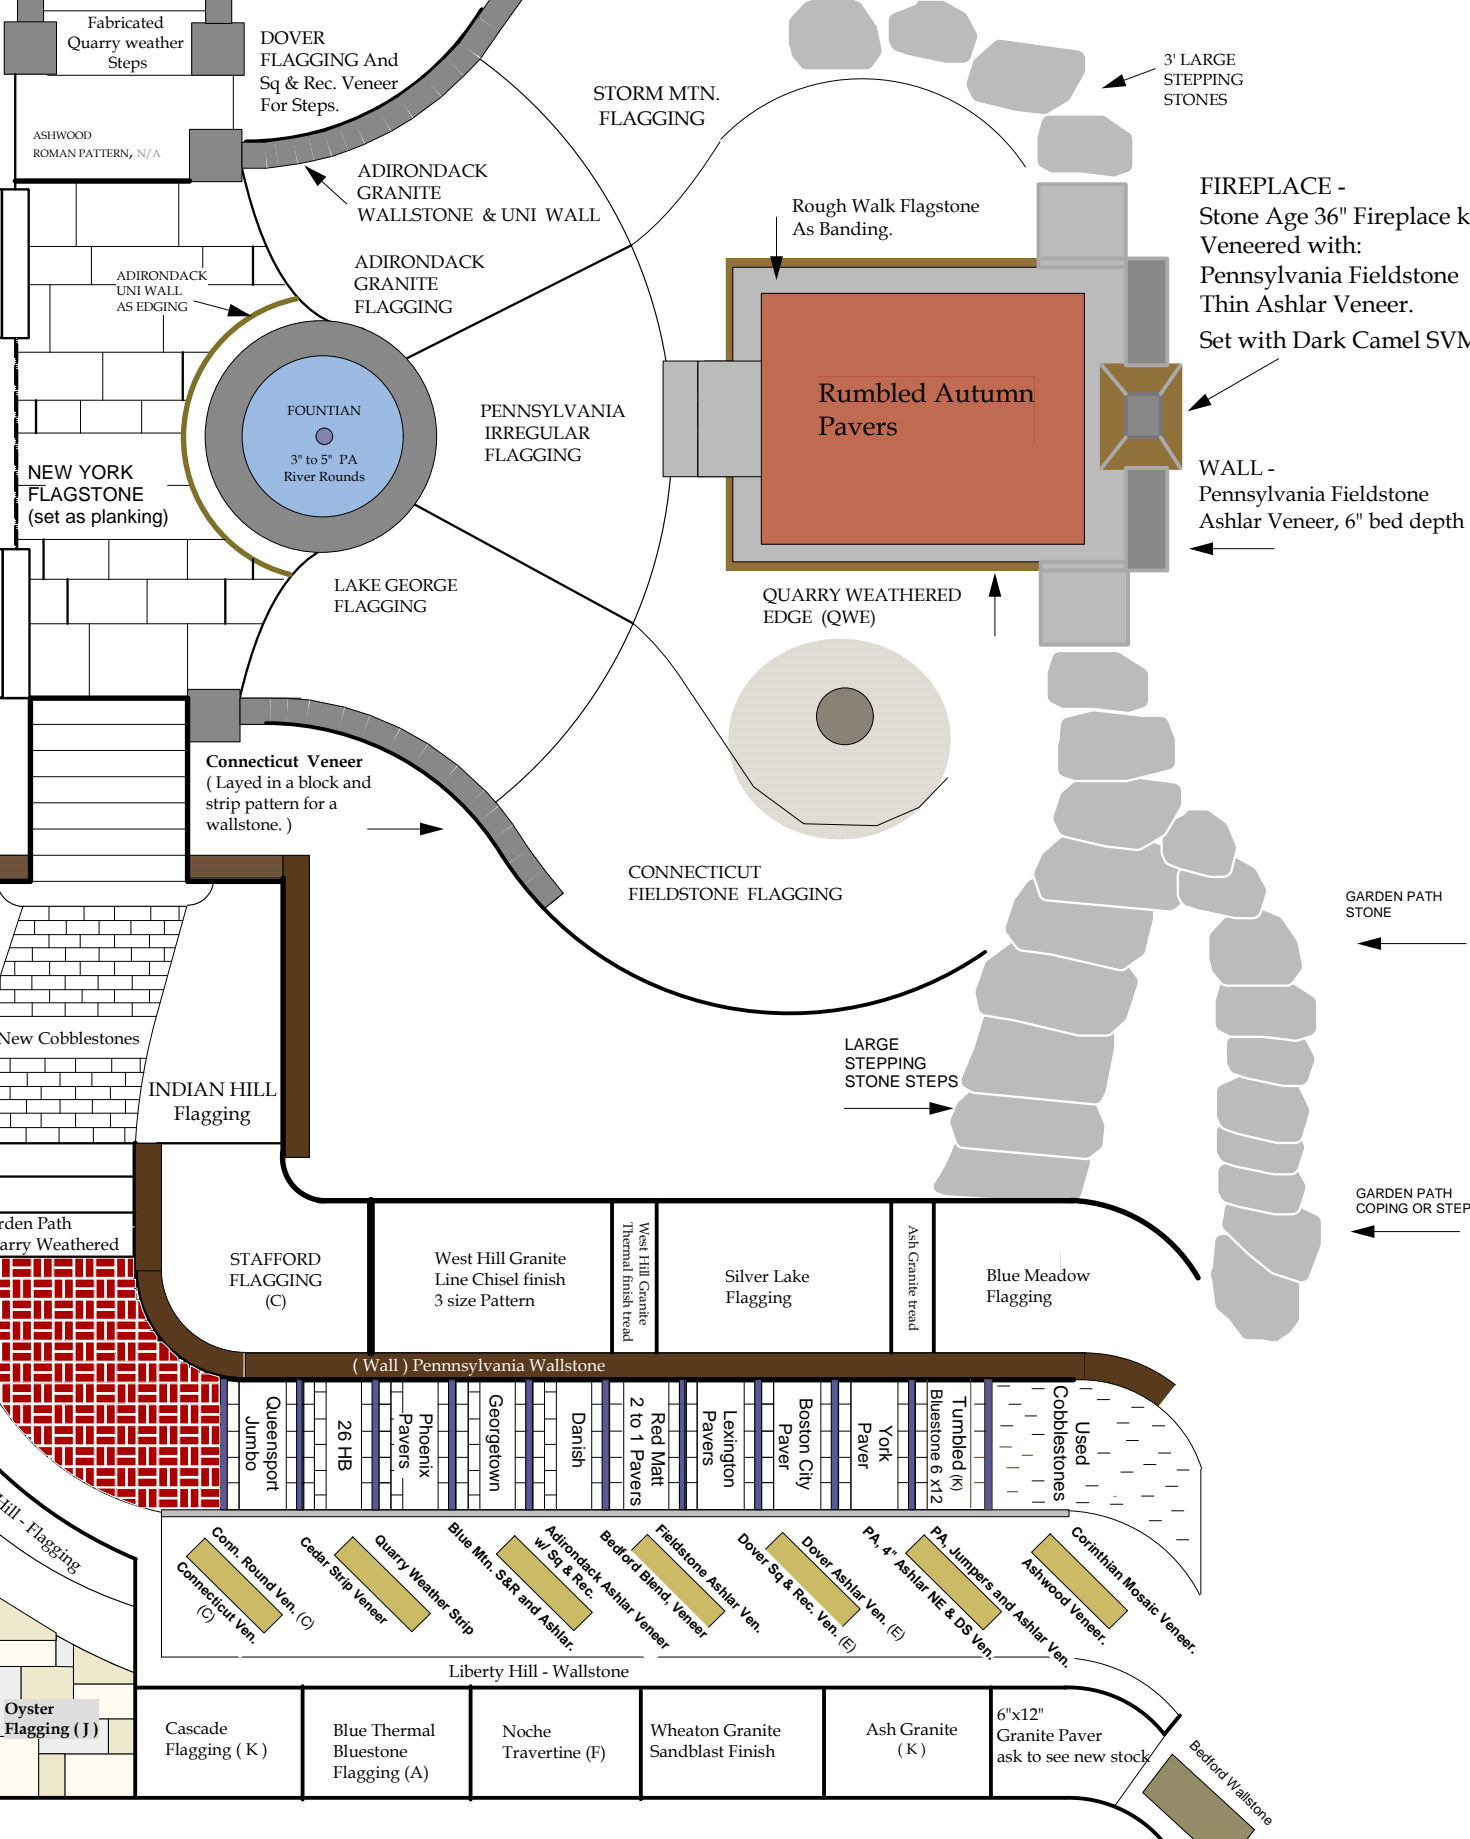 Fabricated
Quarry weather
Steps
DOVER
FLAGGING And
Sq & Rec. Veneer
For Steps.
ASHWOOD
ROMAN PATTERN, N/A
STORM MTN.
FLAGGING
3' LARGE
STEPPING
STONES
ADIRONDACK
GRANITE
WALLSTONE & UNI WALL
Rough Walk Flagstone
As Banding.
FIREPLACE -
Stone Age 36" Fireplace k
Veneered with:
Pennsylvania Fieldstone
Thin Ashlar Veneer.
Set with Dark Camel SVM
ADIRONDACK
UNI WALL
AS EDGING
ADIRONDACK
GRANITE
FLAGGING
FOUNTIAN
3" to 5" PA
River Rounds
PENNSYLVANIA
IRREGULAR
FLAGGING
Rumbled Autumn
Pavers
NEW YORK
FLAGSTONE
(set as planking)
WALL -
Pennsylvania Fieldstone
Ashlar Veneer, 6" bed depth
LAKE GEORGE
FLAGGING
QUARRY WEATHERED
EDGE (QWE)
Connecticut Veneer
( Layed in a block and
strip pattern for a
wallstone. )
CONNECTICUT
FIELDSTONE FLAGGING
GARDEN PATH
STONE
New Cobblestones
INDIAN HILL
Flagging
LARGE
STEPPING
STONE STEPS
GARDEN PATH
COPING OR STEP
rden Path
arry Weathered
STAFFORD
FLAGGING
(C)
West Hill Granite
Line Chisel finish
3 size Pattern
West Hill Granite
Thermal finish tread
Silver Lake
Flagging
Ash Granite tread
Blue Meadow
Flagging
( Wall ) Pennnsylvania Wallstone
Queensport
Jumbo
26 HB
Phoenix
Pavers
Georgetown
Danish
Red Matt
2 to 1 Pavers
Lexington
Pavers
Boston City
Paver
York
Paver
Tumbled (K)
Bluestone 6 x12
Used
Cobblestones
Hill - Flagging
Conn. Round Ven. (C)
Connecticut Ven.
(C)
Quarry Weather Strip
Cedar Strip Veneer
Adirondack Ashlar Veneer
w/ Sq & Rec.
Blue Mtn. S&R and Ashlar.
Fieldstone Ashlar Ven.
Bedford Blend, Veneer
Dover Ashlar Ven. (E)
Dover Sq & Rec. Ven. (E)
PA, Jumpers and Ashlar Ven.
PA, 4" Ashlar NE & DS Ven.
Corinthian Mosaic Veneer.
Ashwood Veneer.
Liberty Hill - Wallstone
Oyster
Flagging ( J )
Cascade
Flagging ( K )
Blue Thermal
Bluestone
Flagging (A)
Noche
Travertine (F)
Wheaton Granite
Sandblast Finish
Ash Granite
( K )
6"x12"
Granite Paver
ask to see new stock
Bedford Wallstone